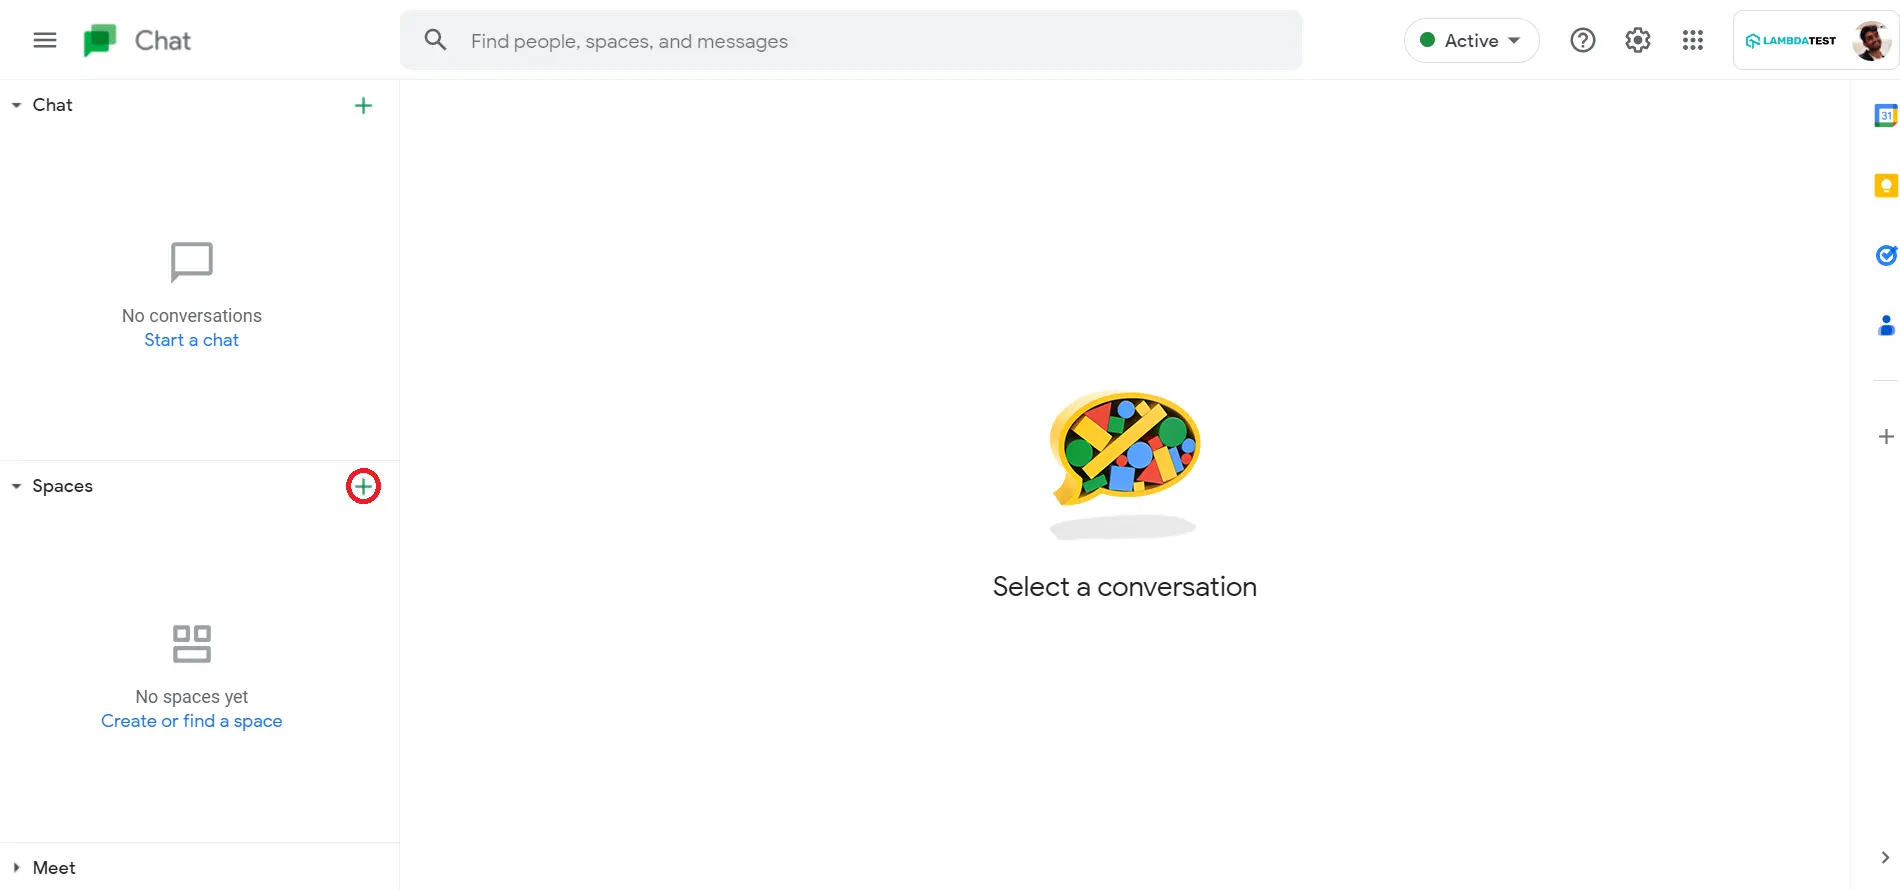 Chat
Find people, spaces, and messages
Active
LAMBDATEST
Chat
31
No conversations
Start a chat
Spaces
Select a conversation
No spaces yet
Create or find a space
Meet